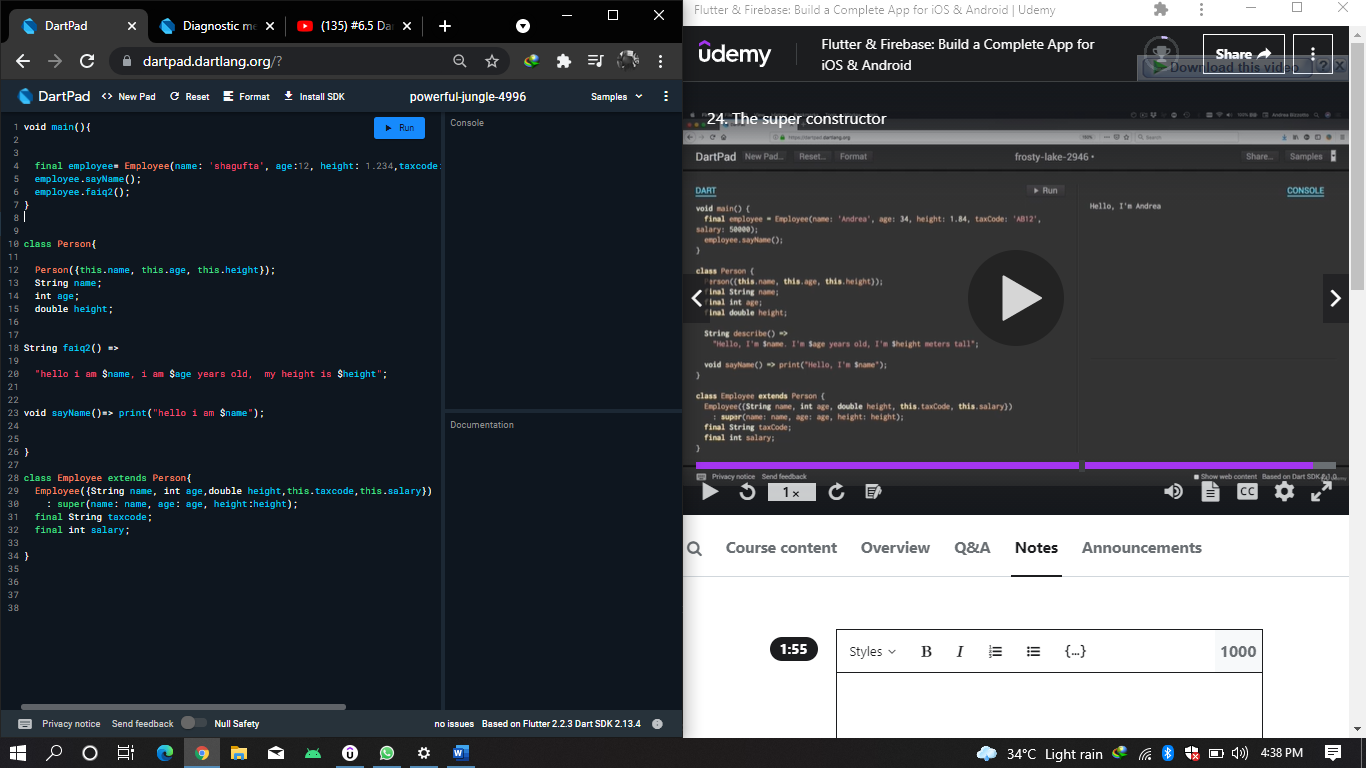 DartPad
Diagnostic me
(135) #6.5 Dar
dartpad.dartlang.org/?
DartPad
<> New Pad
Reset
Format
Install SDK
powerful-jungle-4996
Samples
Run
Console
1 void main(){
2
3
4 final employee= Employee(name: 'shagufta', age:12, height: 1.234,taxcode:
5 employee.sayName();
6 employee.faiq2();
7 }
8
9
10 class Person{
11
12 Person({this.name, this.age, this.height});
13 String name;
14 int age;
15 double height;
16
17
18 String faiq2() =>
19
20 "hello i am $name, i am $age years old,  my height is $height";
21
22
23 void sayName()=> print("hello i am $name");
24
25
26 }
27
28 class Employee extends Person{
29 Employee({String name, int age,double height,this.taxcode,this.salary})
30 : super(name: name, age: age, height:height);
31 final String taxcode;
32 final int salary;
33
34 }
35
36
37
38
Documentation
Privacy notice
Send feedback
Null Safety
no issues
Based on Flutter 2.2.3 Dart SDK 2.13.4
Flutter & Firebase: Build a Complete App for iOS & Android | Udemy
udemy
Flutter & Firebase: Build a Complete App for
iOS & Android
Share
Download this video
? X
24. The super constructor
DartPad
New Pad...
Reset...
Format
frosty-lake-2946 •
Share...
Samples
DART
Run
CONSOLE
void main() {
final employee = Employee(name: 'Andrea', age: 34, height: 1.84, taxCode: 'AB12',
salary: 50000);
employee.sayName();
}
Hello, I'm Andrea
class Person {
Person({this.name, this.age, this.height});
final String name;
final int age;
final double height;
String describe() =>
"Hello, I'm $name. I'm $age years old, I'm $height meters tall";
void sayName() => print("Hello, I'm $name");
}
class Employee extends Person {
Employee({String name, int age, double height, this.taxCode, this.salary})
: super(name: name, age: age, height: height);
final String taxCode;
final int salary;
}
Privacy notice
Send feedback
Show web content
Based on Dart SDK
1x
CC
Course content
Overview
Q&A
Notes
Announcements
1:55
Styles
B
I
{...}
1000
34°C Light rain
4:38 PM